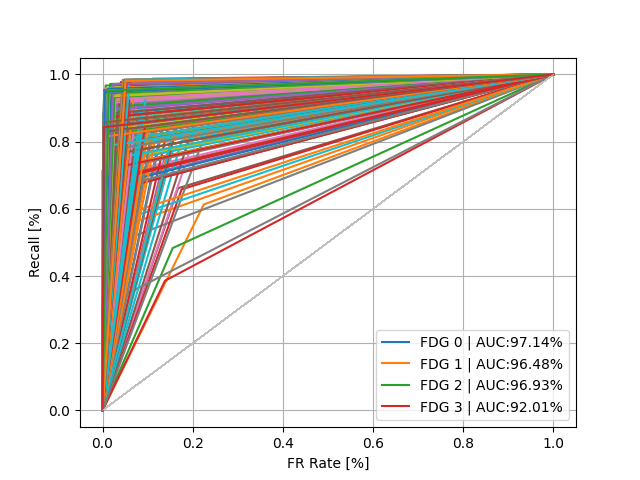 1.0
0.8
0.6
0.4
0.2
0.0
Recall [%]
0.0 0.2 0.4 0.6 0.8 1.0
FR Rate [%]
FDG 0 | AUC:97.14%
FDG 1 | AUC:96.48%
FDG 2 | AUC:96.93%
FDG 3 | AUC:92.01%